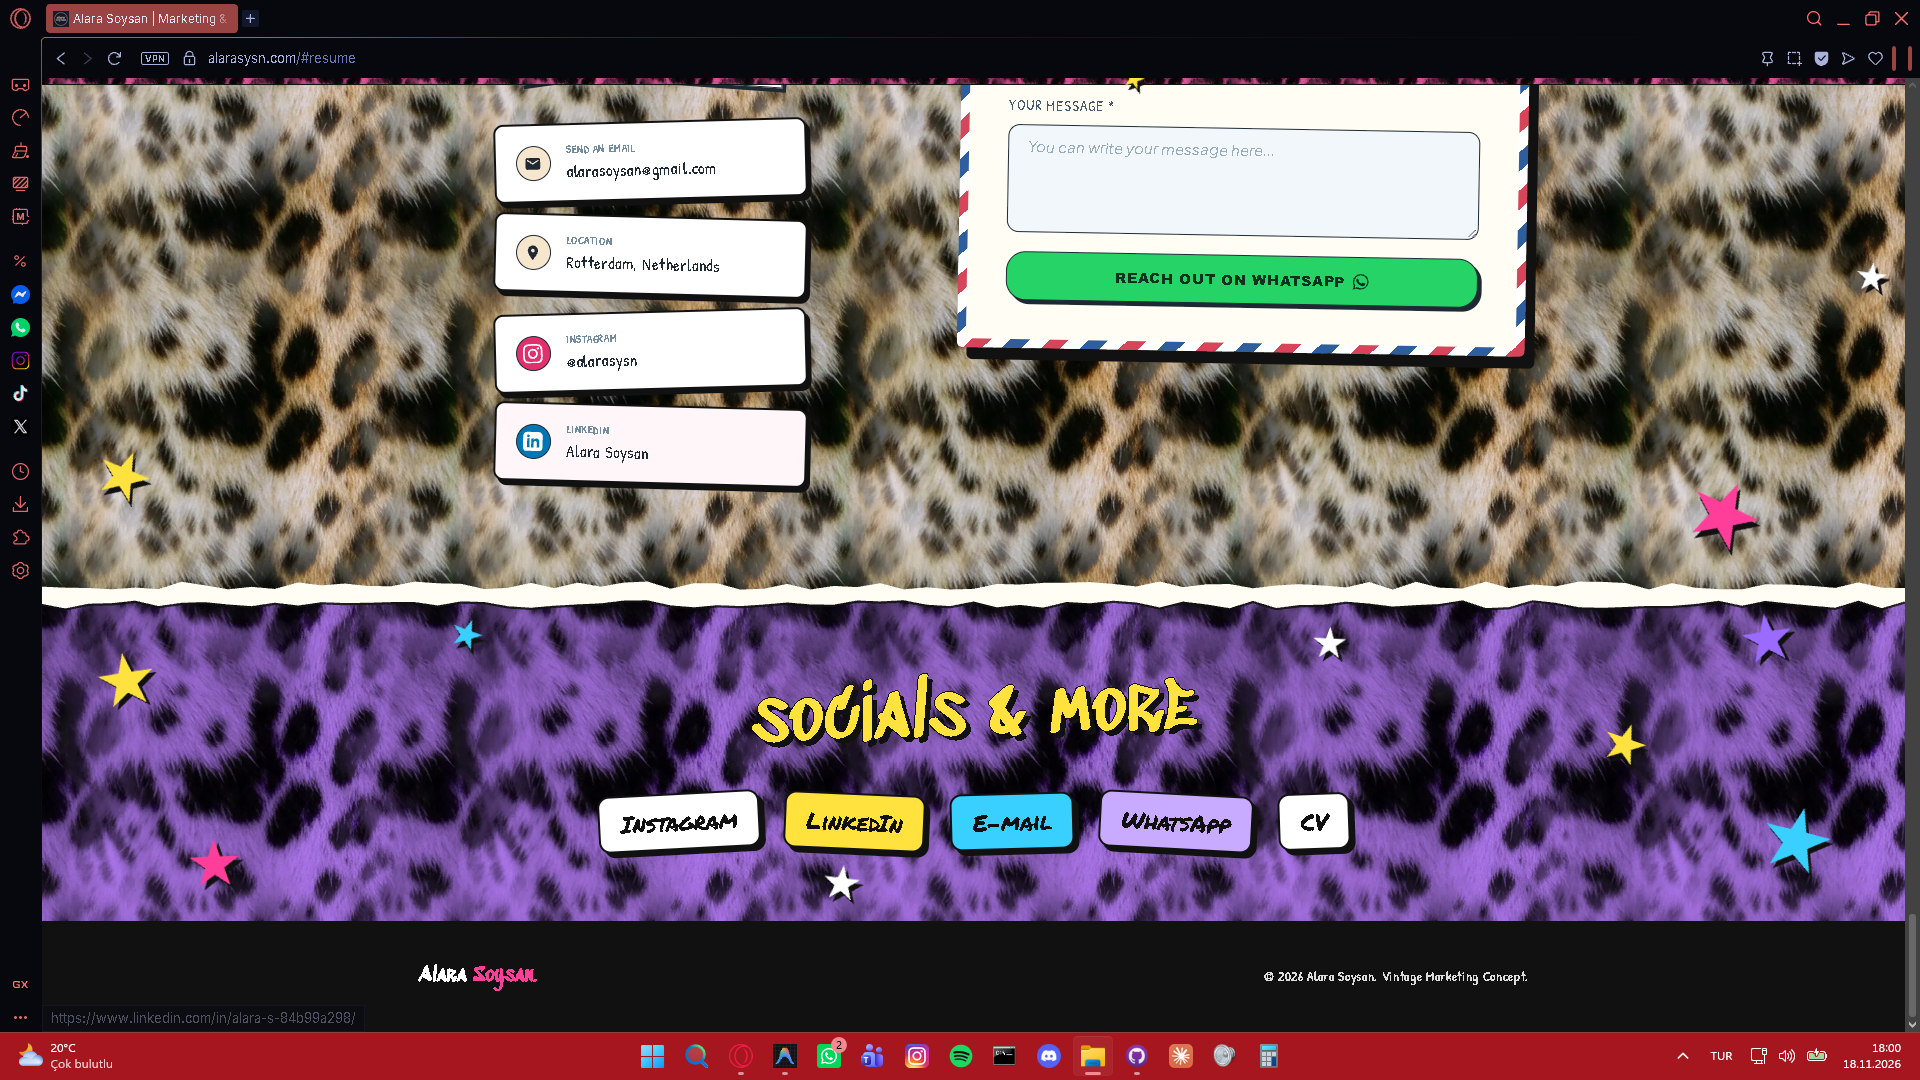 Alara Soysan | Marketing &
VPN
alarasysn.com/#resume
SEND AN EMAIL
alarasoysan@gmail.com
LOCATION
Rotterdam, Netherlands
INSTAGRAM
@alarasysn
LINKEDIN
Alara Soysan
YOUR MESSAGE *
You can write your message here...
REACH OUT ON WHATSAPP
SOCIALS & MORE
INSTAGRAM
LINKEDIN
E-MAIL
WHATSAPP
CV
Alara Soysan
© 2026 Alara Soysan. Vintage Marketing Concept.
GX
https://www.linkedin.com/in/alara-s-84b99a298/
20°C
Çok bulutlu
2
TUR
18:00
18.11.2026